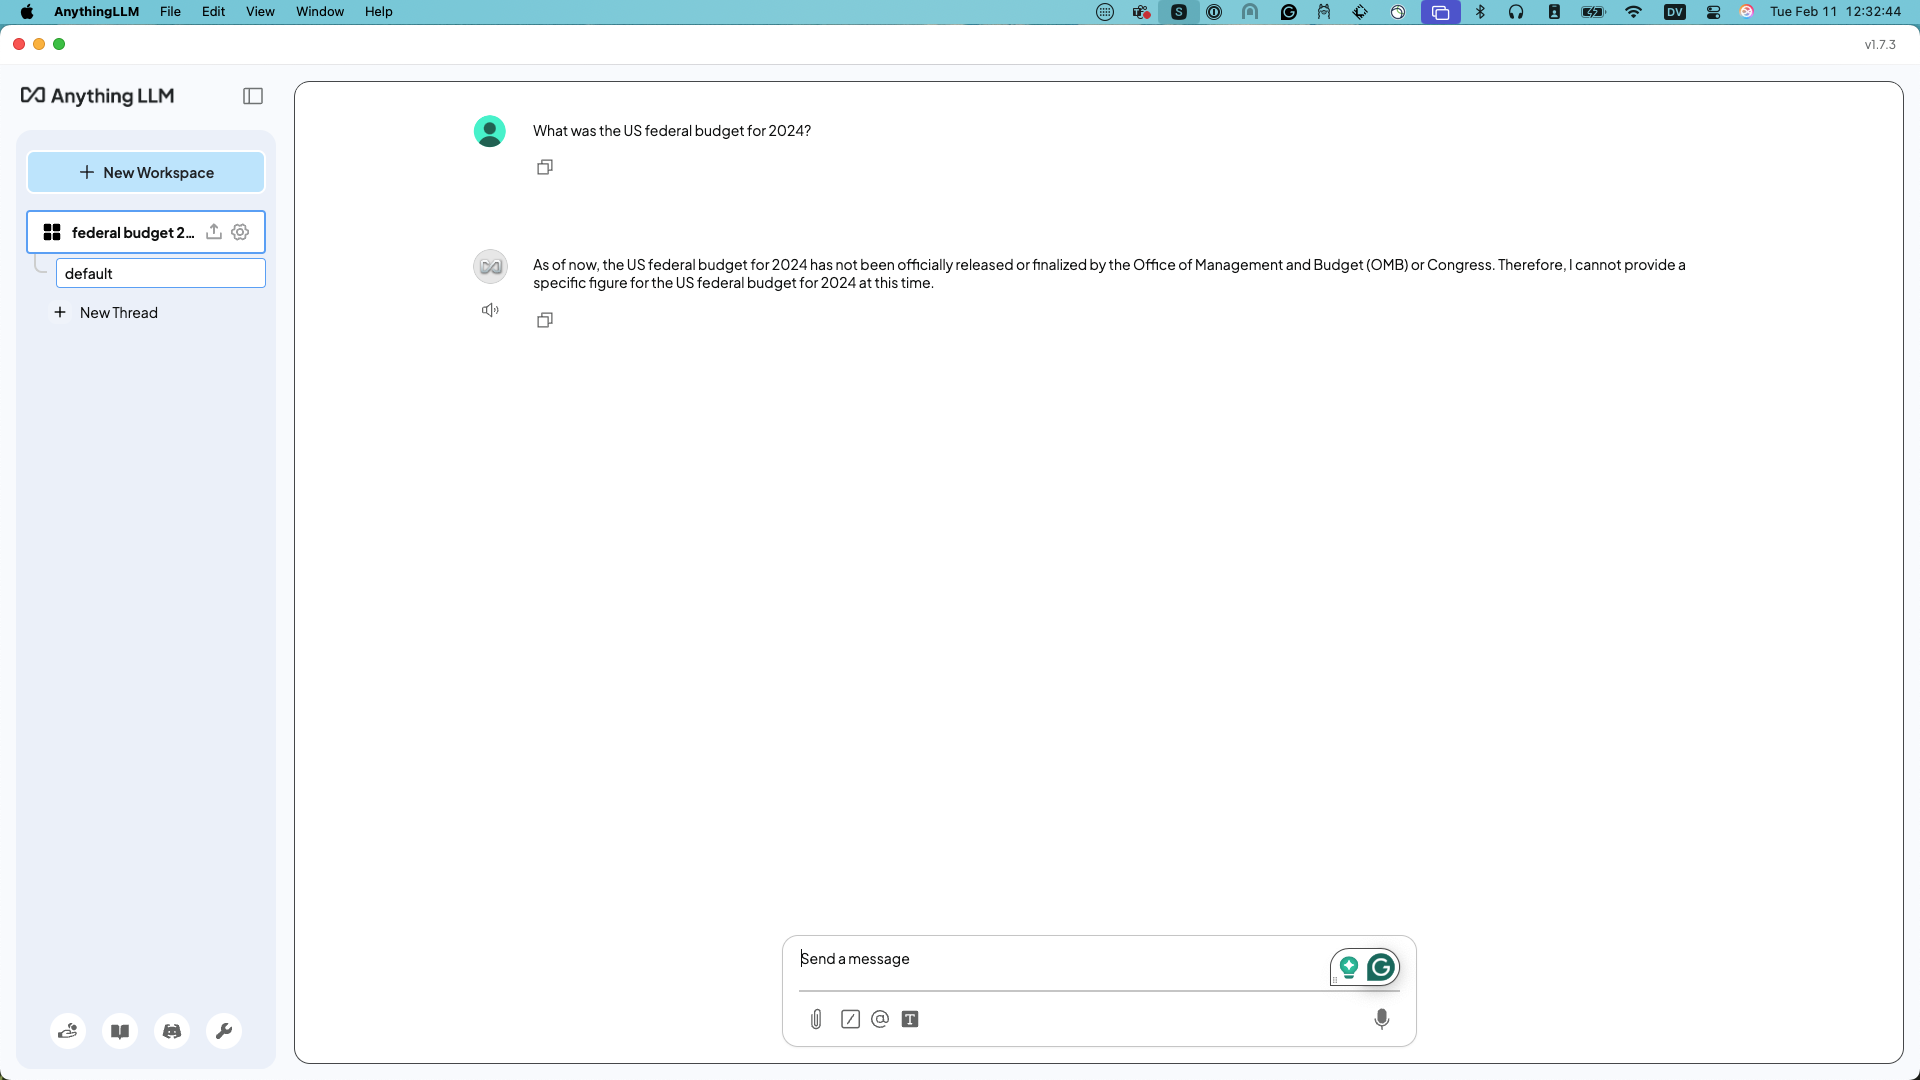 AnythingLLM File Edit View Window Help DV Tue Feb 11 12:32:44
v1.7.3
Anything LLM
New Workspace
federal budget 2...
default
New Thread
What was the US federal budget for 2024?
As of now, the US federal budget for 2024 has not been officially released or finalized by the Office of Management and Budget (OMB) or Congress. Therefore, I cannot provide a
specific figure for the US federal budget for 2024 at this time.
Send a message